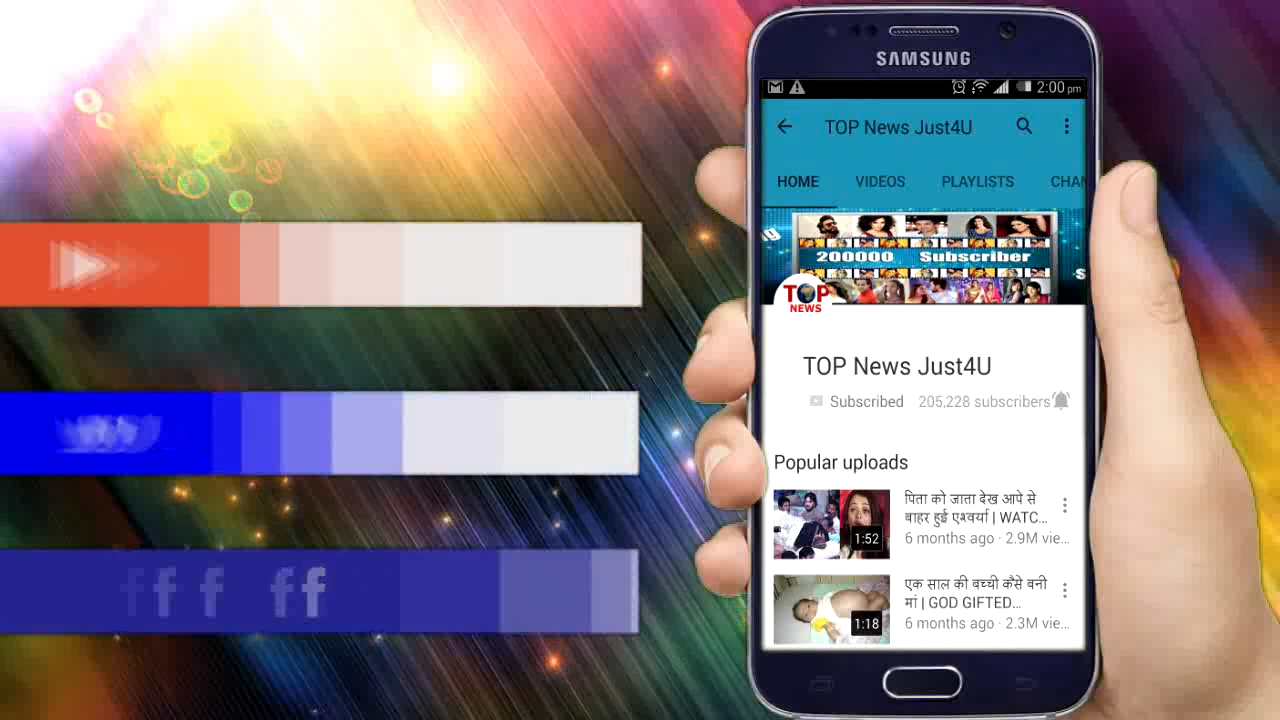 SAMSUNG
2:00 pm
TOP News Just4U
HOME VIDEOS PLAYLISTS CHAN
200000 Subscriber
TOP
NEWS
TOP News Just4U
Subscribed 205,228 subscribers
Popular uploads
पिता को जाता देख आपे से
बाहर हुई एश्वर्या | WATC...
1:52
6 months ago · 2.9M vie...
एक साल की बच्ची कैसे बनी
मां | GOD GIFTED...
1:18
6 months ago · 2.3M vie...
f f f f f